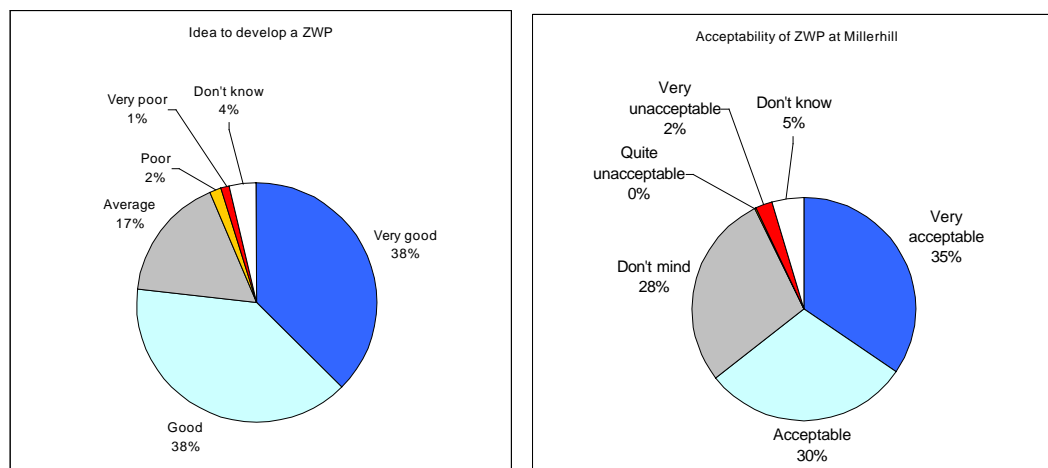 Idea to develop a ZWP
Don't know
4%
Very poor
1%
Poor
2%
Average
17%
Very good
38%
Good
38%
Acceptability of ZWP at Millerhill
Very
unacceptable
2%
Don't know
5%
Quite
unacceptable
0%
Very
acceptable
35%
Don't mind
28%
Acceptable
30%